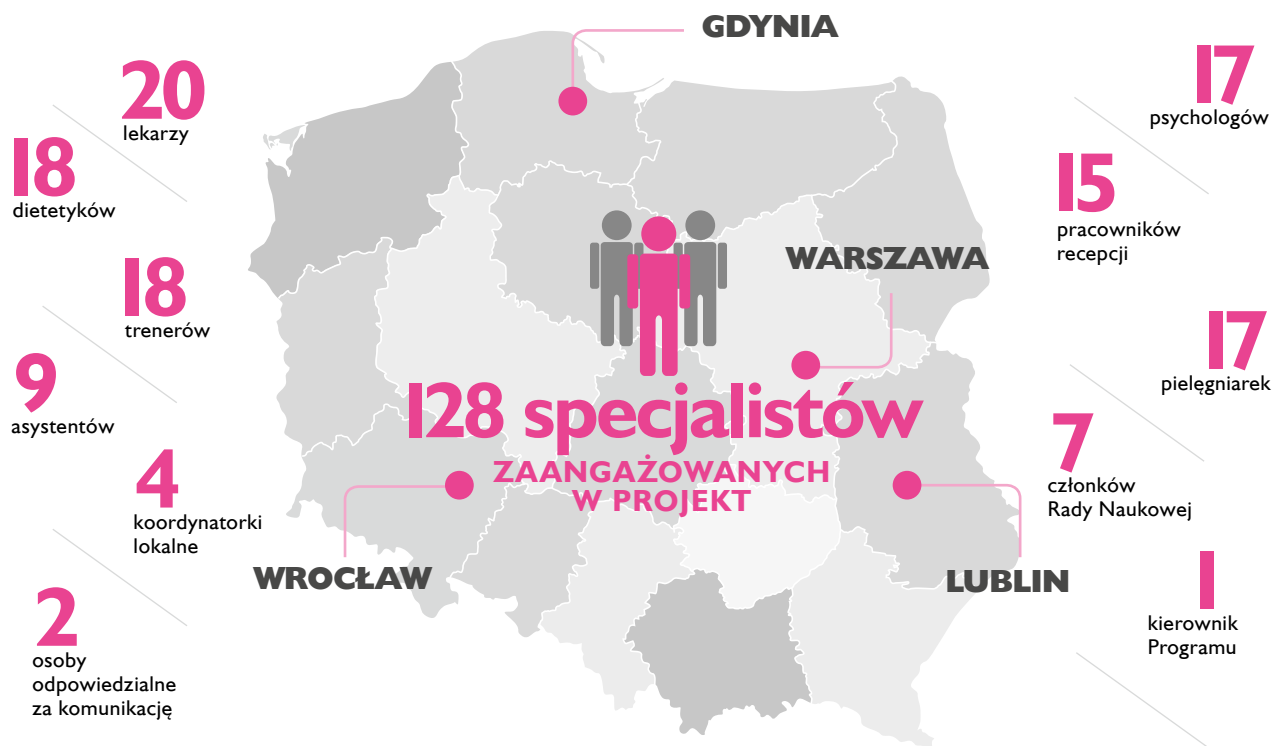 GDYNIA
20
lekarzy
18
dietetyków
18
trenerów
9
asystentów
4
koordynatorki
lokalne
2
osoby
odpowiedzialne
za komunikację
WARSZAWA
128 specjalistów
ZAANGAŻOWANYCH
W PROJEKT
WROCŁAW
LUBLIN
17
psychologów
15
pracowników
recepcji
17
pielęgniarek
7
członków
Rady Naukowej
1
kierownik
Programu